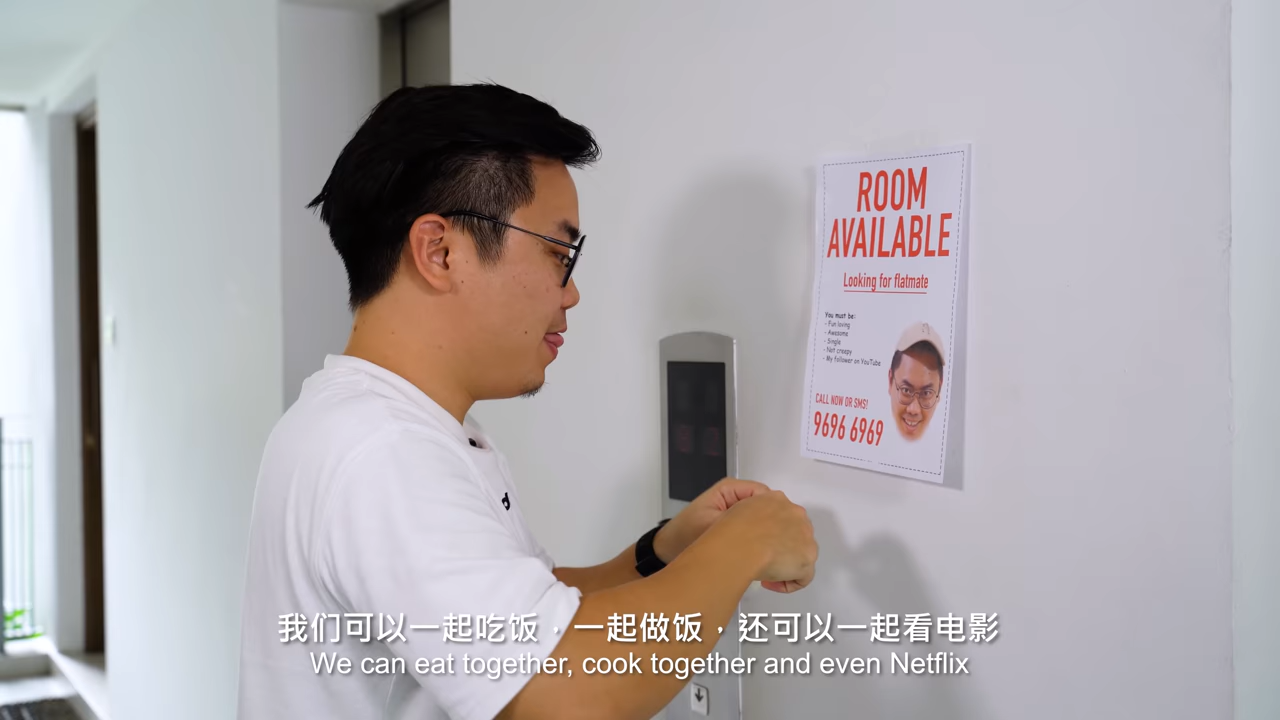 ROOM
AVAILABLE
Looking for flatmate
You must be:
- Fun loving
- Awesome
- Single
- Not creepy
- My follower on YouTube
CALL NOW OR SMS!
9696 6969
我们可以一起吃饭，一起做饭，还可以一起看电影
We can eat together, cook together and even Netflix